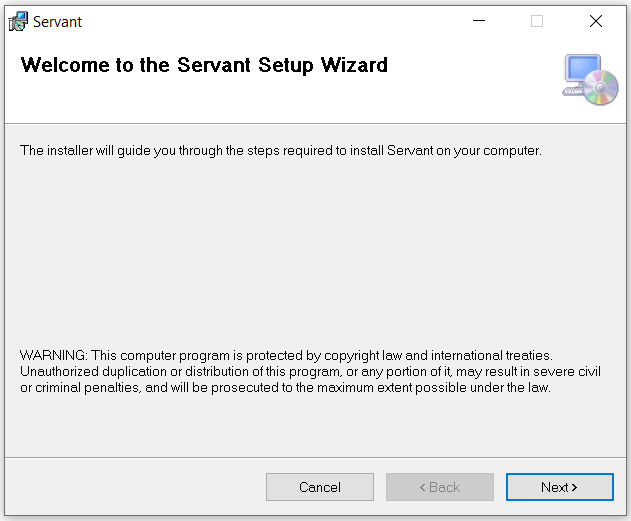 Servant
Welcome to the Servant Setup Wizard
The installer will guide you through the steps required to install Servant on your computer.
WARNING: This computer program is protected by copyright law and international treaties.
Unauthorized duplication or distribution of this program, or any portion of it, may result in severe civil
or criminal penalties, and will be prosecuted to the maximum extent possible under the law.
Cancel
< Back
Next >